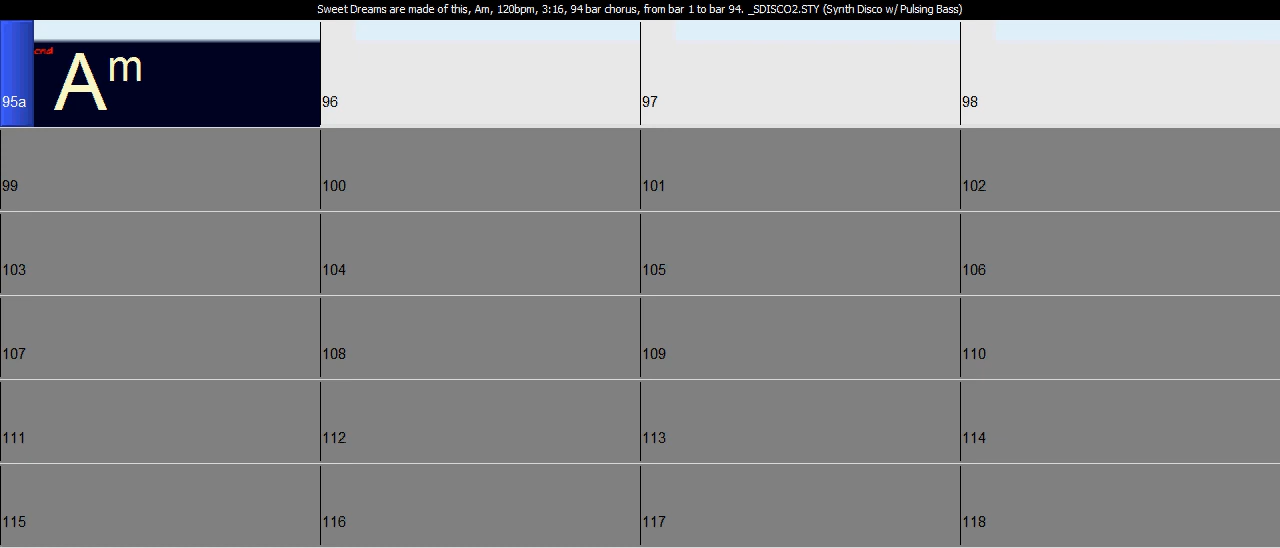 Sweet Dreams are made of this, Am, 120bpm, 3:16, 94 bar chorus, from bar 1 to bar 94. _SDISCO2.STY (Synth Disco w/ Pulsing Bass)
end
Am
95a 96 97 98
99 100 101 102
103 104 105 106
107 108 109 110
111 112 113 114
115 116 117 118